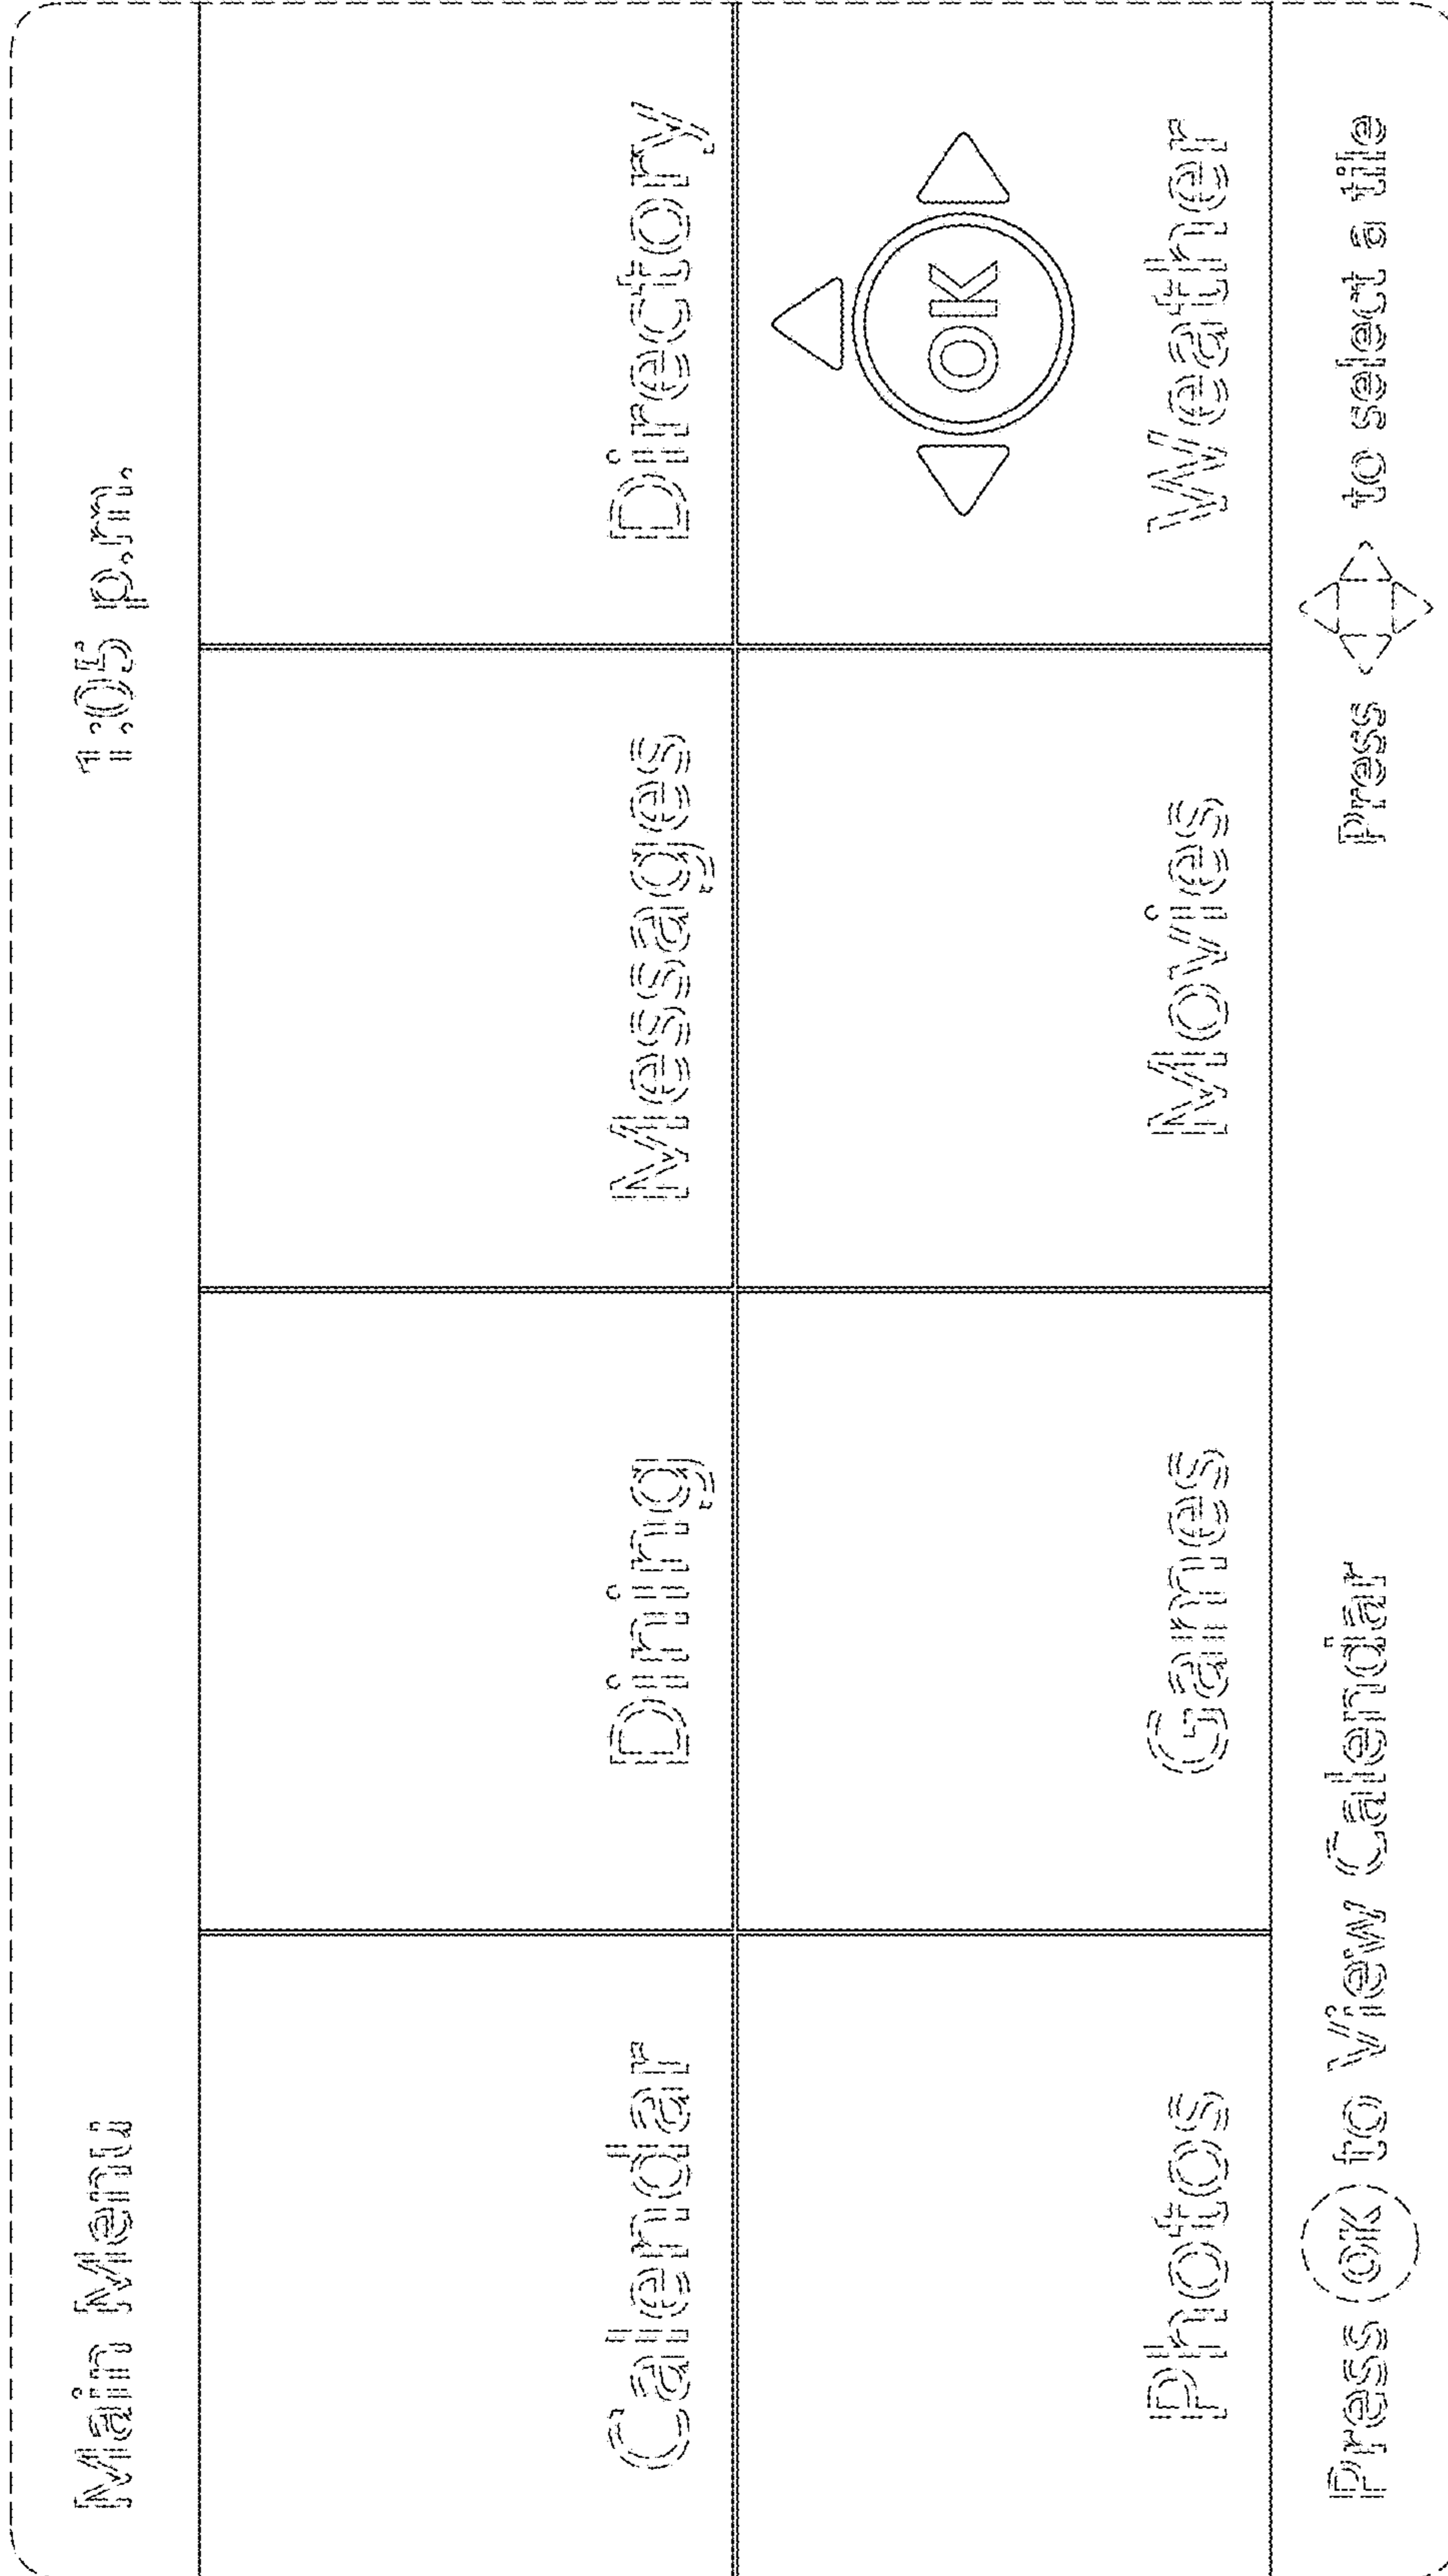 Main Menu 1:05 p.m.
Calendar Dining Messages Directory
OK
Photos Games Movies Weather
Press OK to View Calendar Press to select a tile